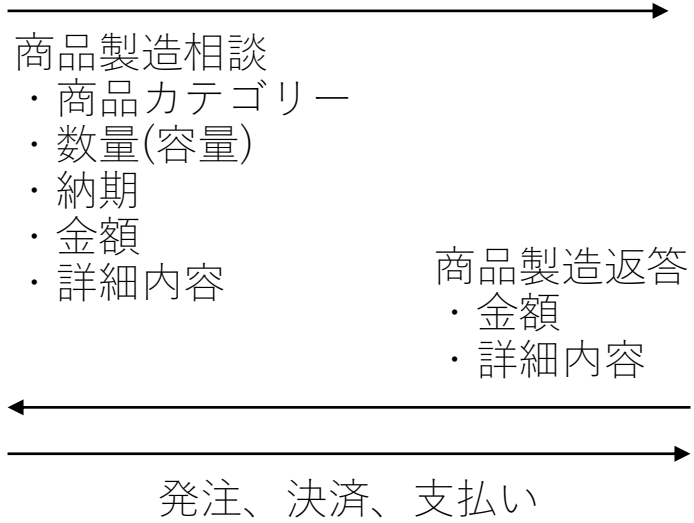 商品製造相談
・商品カテゴリー
・数量(容量)
・納期
・金額
・詳細内容
商品製造返答
・金額
・詳細内容
発注、決済、支払い